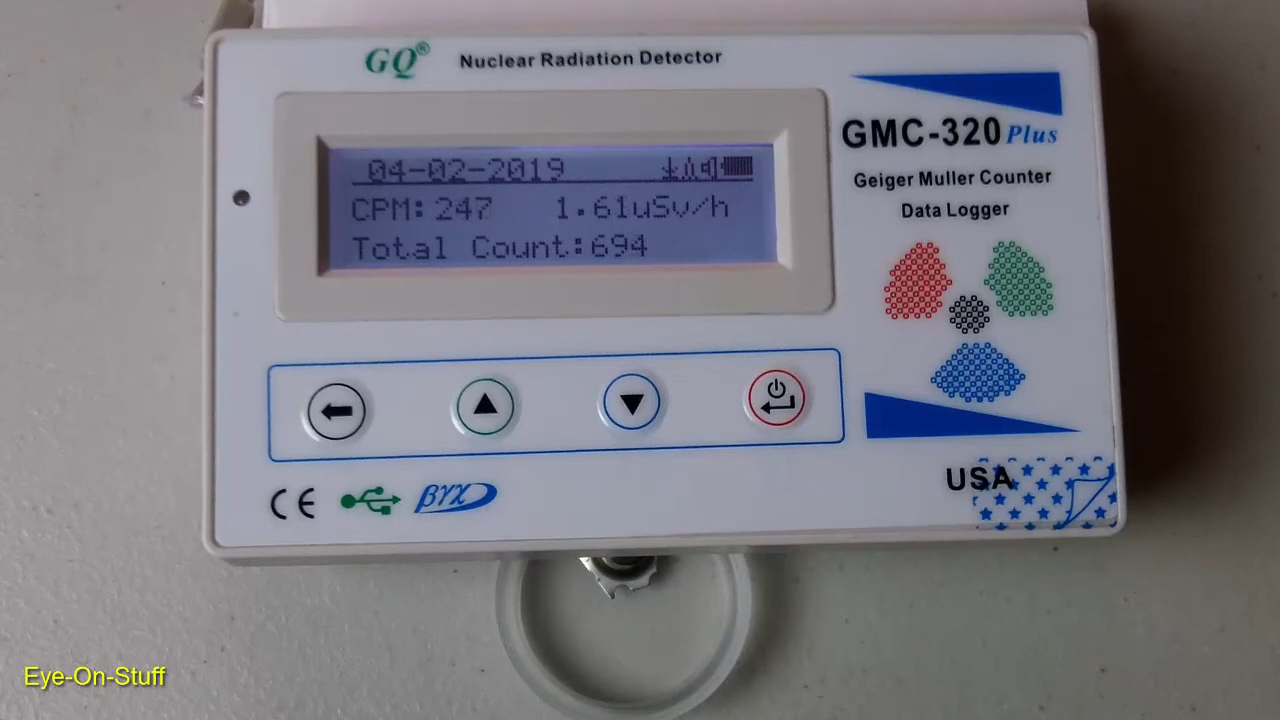 GQ® Nuclear Radiation Detector
04-02-2019
CPM: 247 1.61uSv/h
Total Count:694
GMC-320 Plus
Geiger Muller Counter
Data Logger
CE βγχ
USA
Eye-On-Stuff